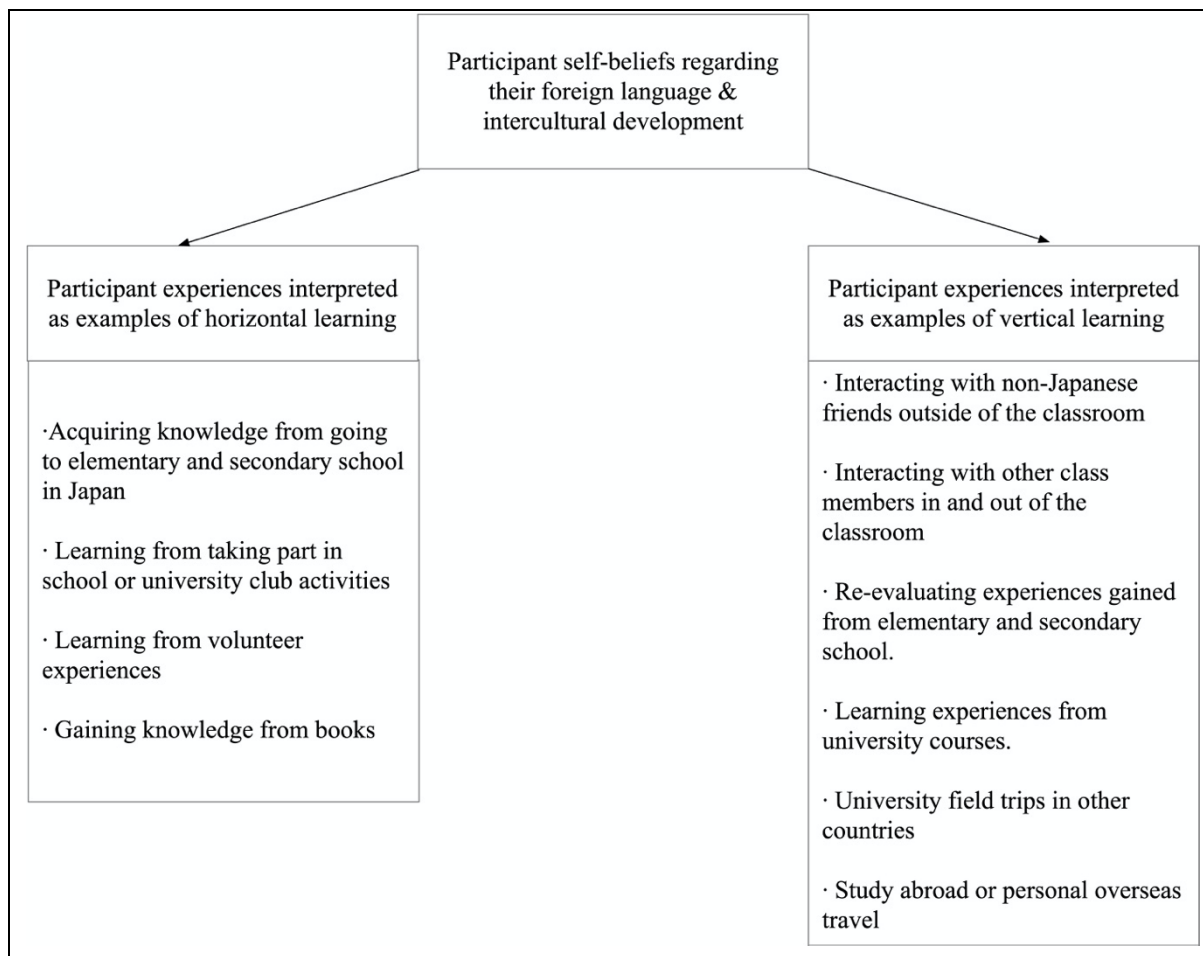 Participant self-beliefs regarding
their foreign language &
intercultural development
Participant experiences interpreted
as examples of horizontal learning
·Acquiring knowledge from going
to elementary and secondary school
in Japan
· Learning from taking part in
school or university club activities
· Learning from volunteer
experiences
· Gaining knowledge from books
Participant experiences interpreted
as examples of vertical learning
· Interacting with non-Japanese
friends outside of the classroom
· Interacting with other class
members in and out of the
classroom
· Re-evaluating experiences gained
from elementary and secondary
school.
· Learning experiences from
university courses.
· University field trips in other
countries
· Study abroad or personal overseas
travel